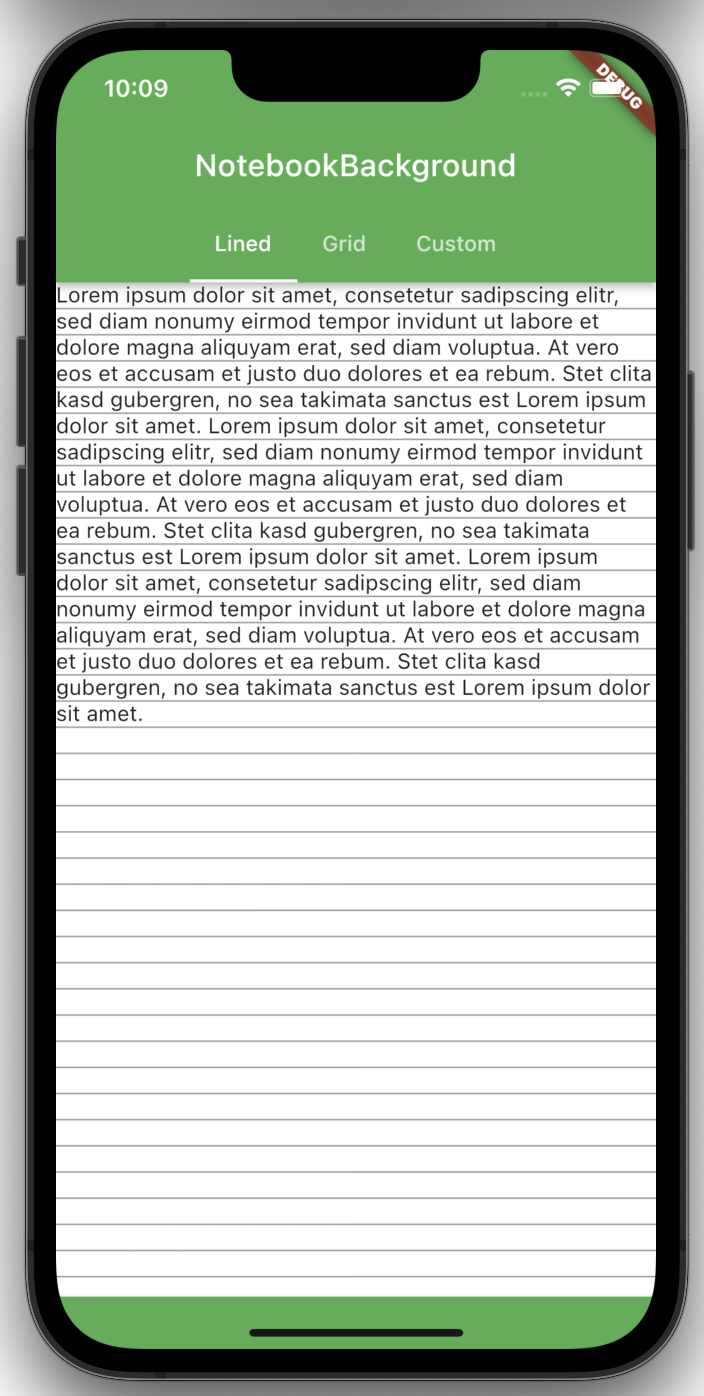 10:09
DEBUG
NotebookBackground
Lined Grid Custom
Lorem ipsum dolor sit amet, consetetur sadipscing elitr,
sed diam nonumy eirmod tempor invidunt ut labore et
dolore magna aliquyam erat, sed diam voluptua. At vero
eos et accusam et justo duo dolores et ea rebum. Stet clita
kasd gubergren, no sea takimata sanctus est Lorem ipsum
dolor sit amet. Lorem ipsum dolor sit amet, consetetur
sadipscing elitr, sed diam nonumy eirmod tempor invidunt
ut labore et dolore magna aliquyam erat, sed diam
voluptua. At vero eos et accusam et justo duo dolores et
ea rebum. Stet clita kasd gubergren, no sea takimata
sanctus est Lorem ipsum dolor sit amet. Lorem ipsum
dolor sit amet, consetetur sadipscing elitr, sed diam
nonumy eirmod tempor invidunt ut labore et dolore magna
aliquyam erat, sed diam voluptua. At vero eos et accusam
et justo duo dolores et ea rebum. Stet clita kasd
gubergren, no sea takimata sanctus est Lorem ipsum dolor
sit amet.